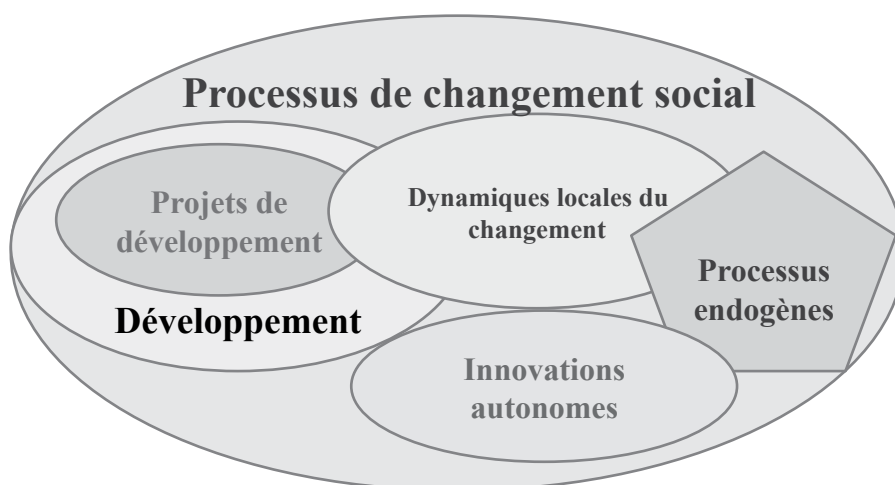 Processus de changement social
Projets de
développement
Dynamiques locales du
changement
Processus
endogènes
Développement
Innovations
autonomes